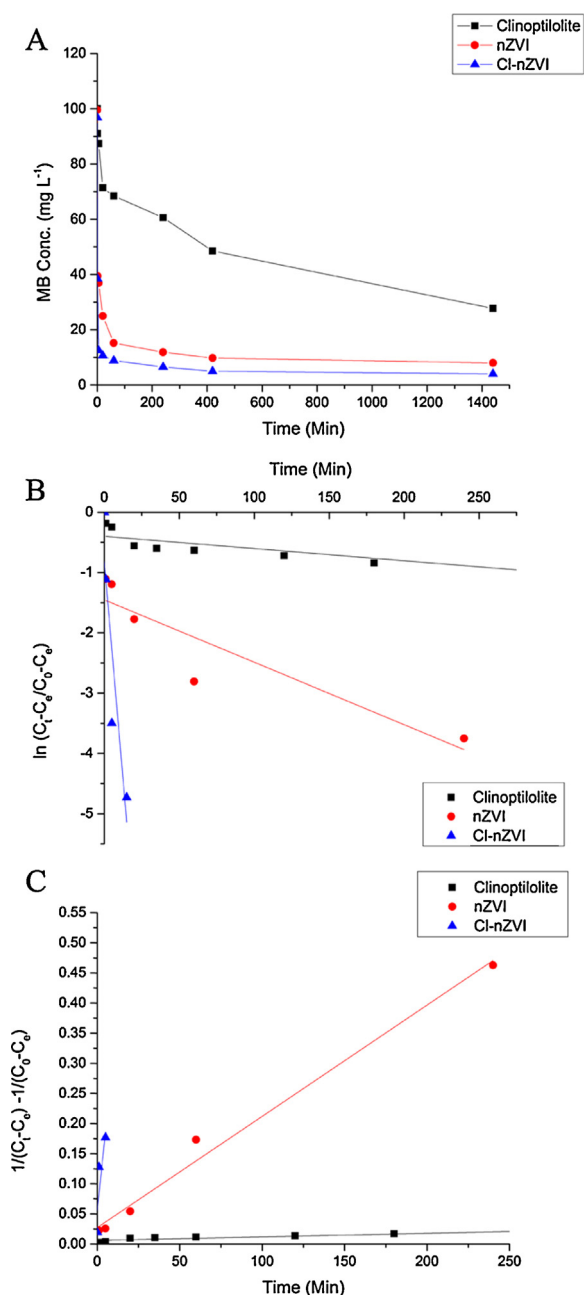 A
Clinoptilolite
nZVI
Cl-nZVI
MB Conc. (mg L⁻¹)
120
100
80
60
40
20
0
0 200 400 600 800 1000 1200 1400
Time (Min)
B
Time (Min)
0 50 100 150 200 250
ln (Cₜ-Cₑ/C₀-Cₑ)
0
-1
-2
-3
-4
-5
Clinoptilolite
nZVI
Cl-nZVI
C
Clinoptilolite
nZVI
Cl-nZVI
1/(Cₜ-Cₑ) -1/(C₀-Cₑ)
0.55
0.50
0.45
0.40
0.35
0.30
0.25
0.20
0.15
0.10
0.05
0.00
0 50 100 150 200 250
Time (Min)